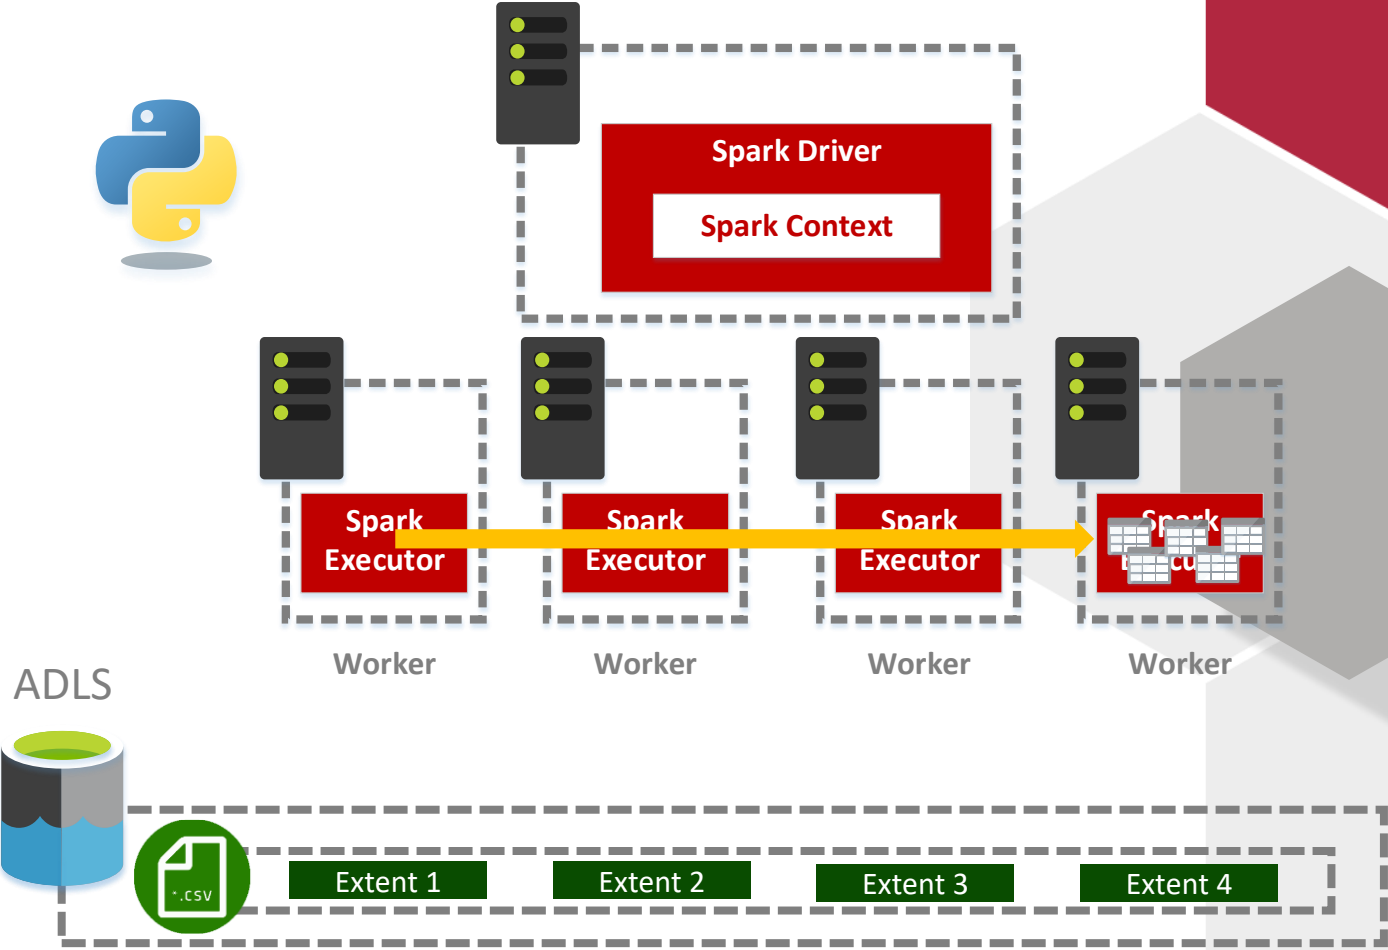 Spark Driver
Spark Context
Spark
Executor
Spark
Executor
Spark
Executor
Spark
Worker
Worker
Worker
Worker
ADLS
*.CSV
Extent 1
Extent 2
Extent 3
Extent 4